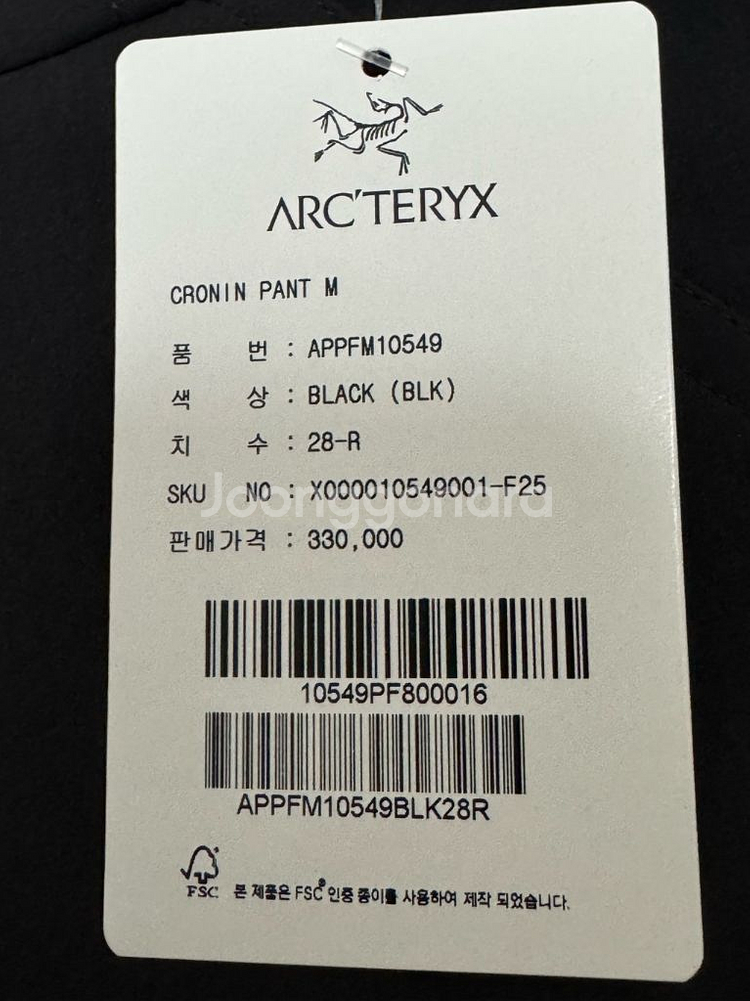 ARC'TERYX
CRONIN PANT M
품 번 : APPFM10549
색 상 : BLACK (BLK)
치 수 : 28-R
SKU NO : X000010549001-F25
Joonggonara
판매가격 : 330,000
10549PF800016
APPFM10549BLK28R
FSC 본 제품은 FSC® 인증 종이를 사용하여 제작 되었습니다.